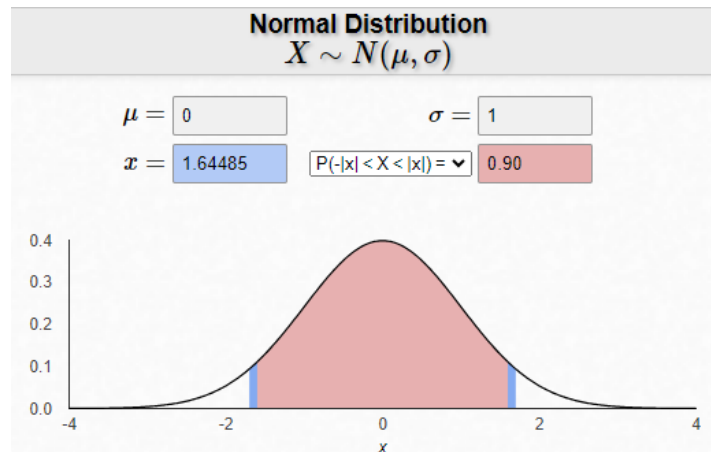 Normal Distribution
X ∼ N(μ, σ)
μ = 0 σ = 1
x = 1.64485 P(-|x| < X < |x|) = 0.90
0.4
0.3
0.2
0.1
0.0
-4 -2 0 2 4
x